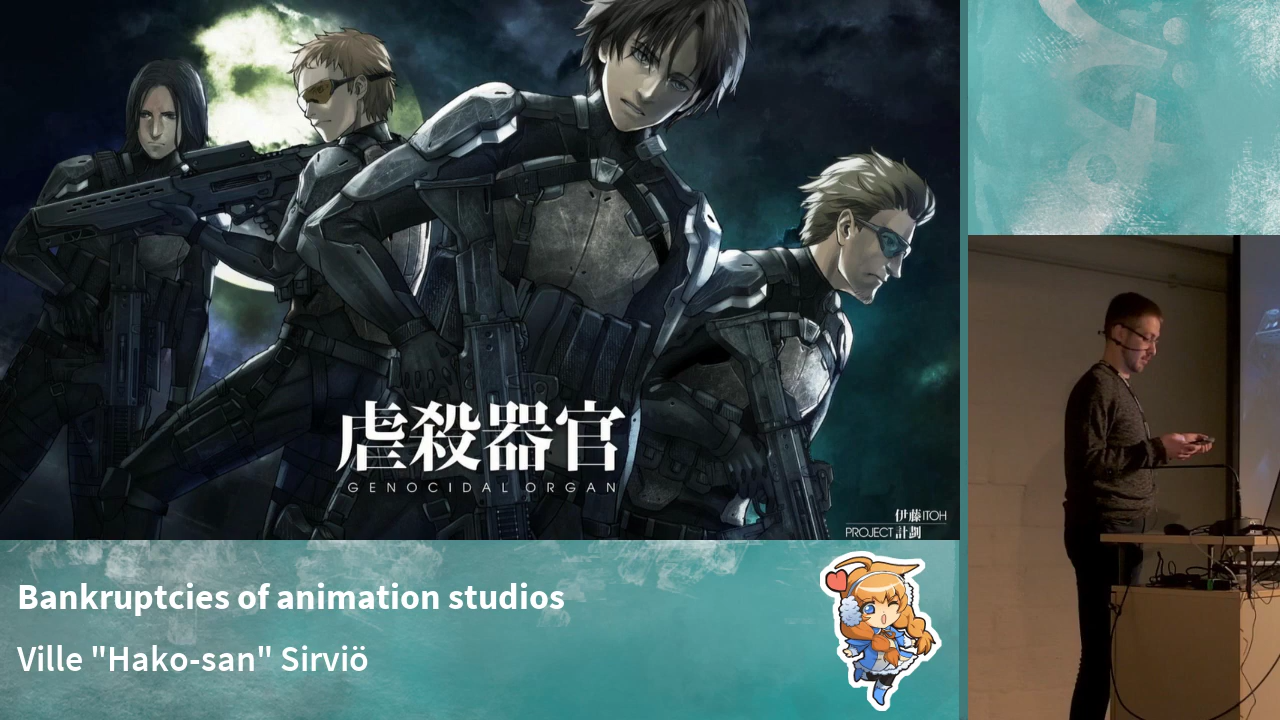 虐殺器官
GENOCIDAL ORGAN
伊藤ITOH
PROJECT計劃
Bankruptcies of animation studios
Ville "Hako-san" Sirviö